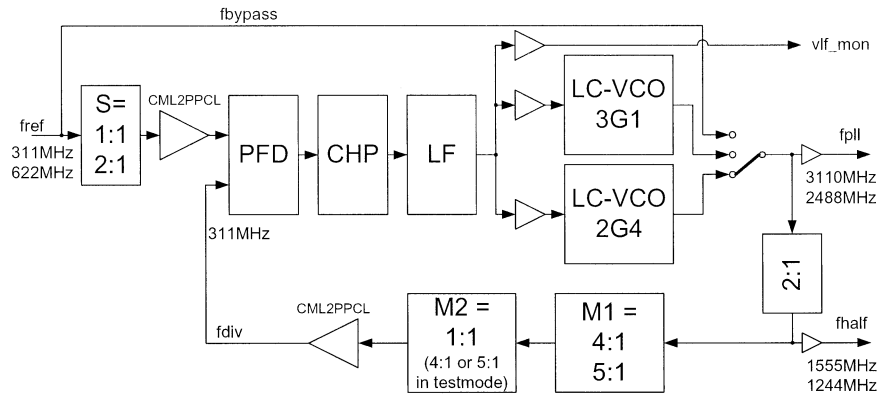 fbypass
vlf_mon
CML2PPCL
S=
1:1
2:1
fref
311MHz
622MHz
PFD
CHP
LF
LC-VCO
3G1
LC-VCO
2G4
fpll
3110MHz
2488MHz
311MHz
2:1
CML2PPCL
fdiv
M2 =
1:1
(4:1 or 5:1
in testmode)
M1 =
4:1
5:1
fhalf
1555MHz
1244MHz